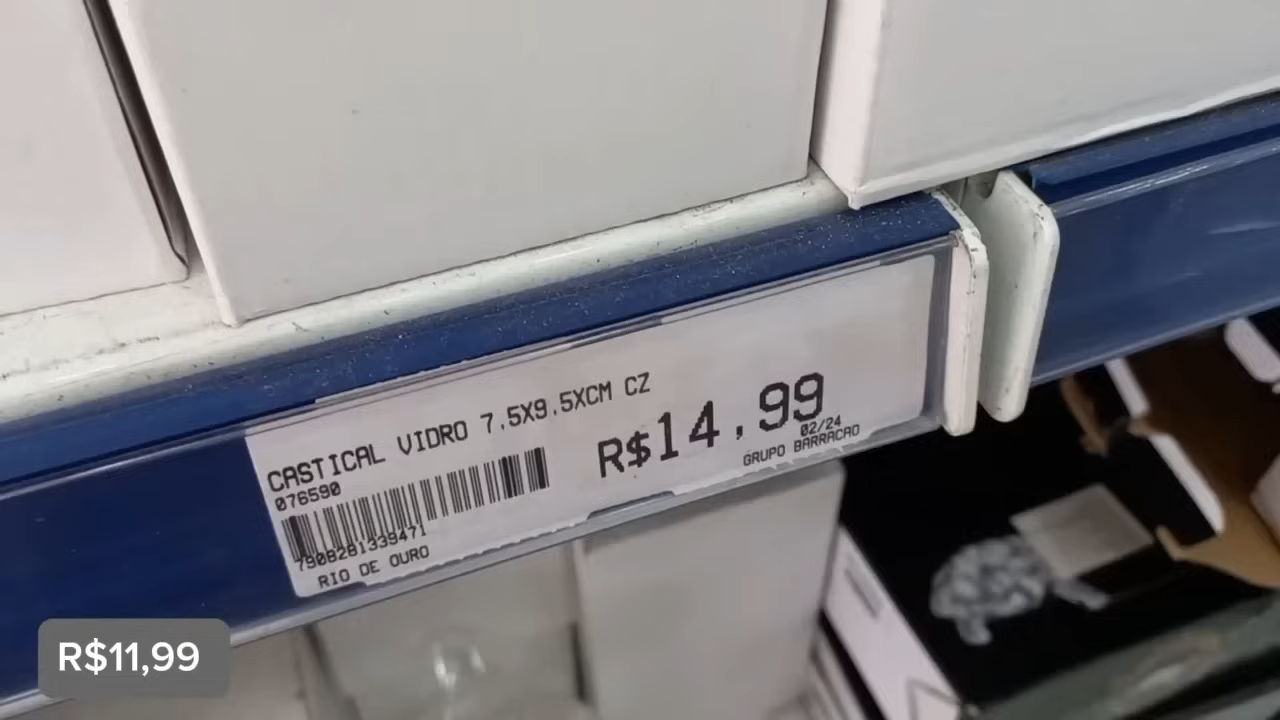 CASTICAL VIDRO 7.5X9.5XCM CZ
076590
R$14,99
02/24
GRUPO BARRACAO
7908281339471
RIO DE OURO
R$11,99